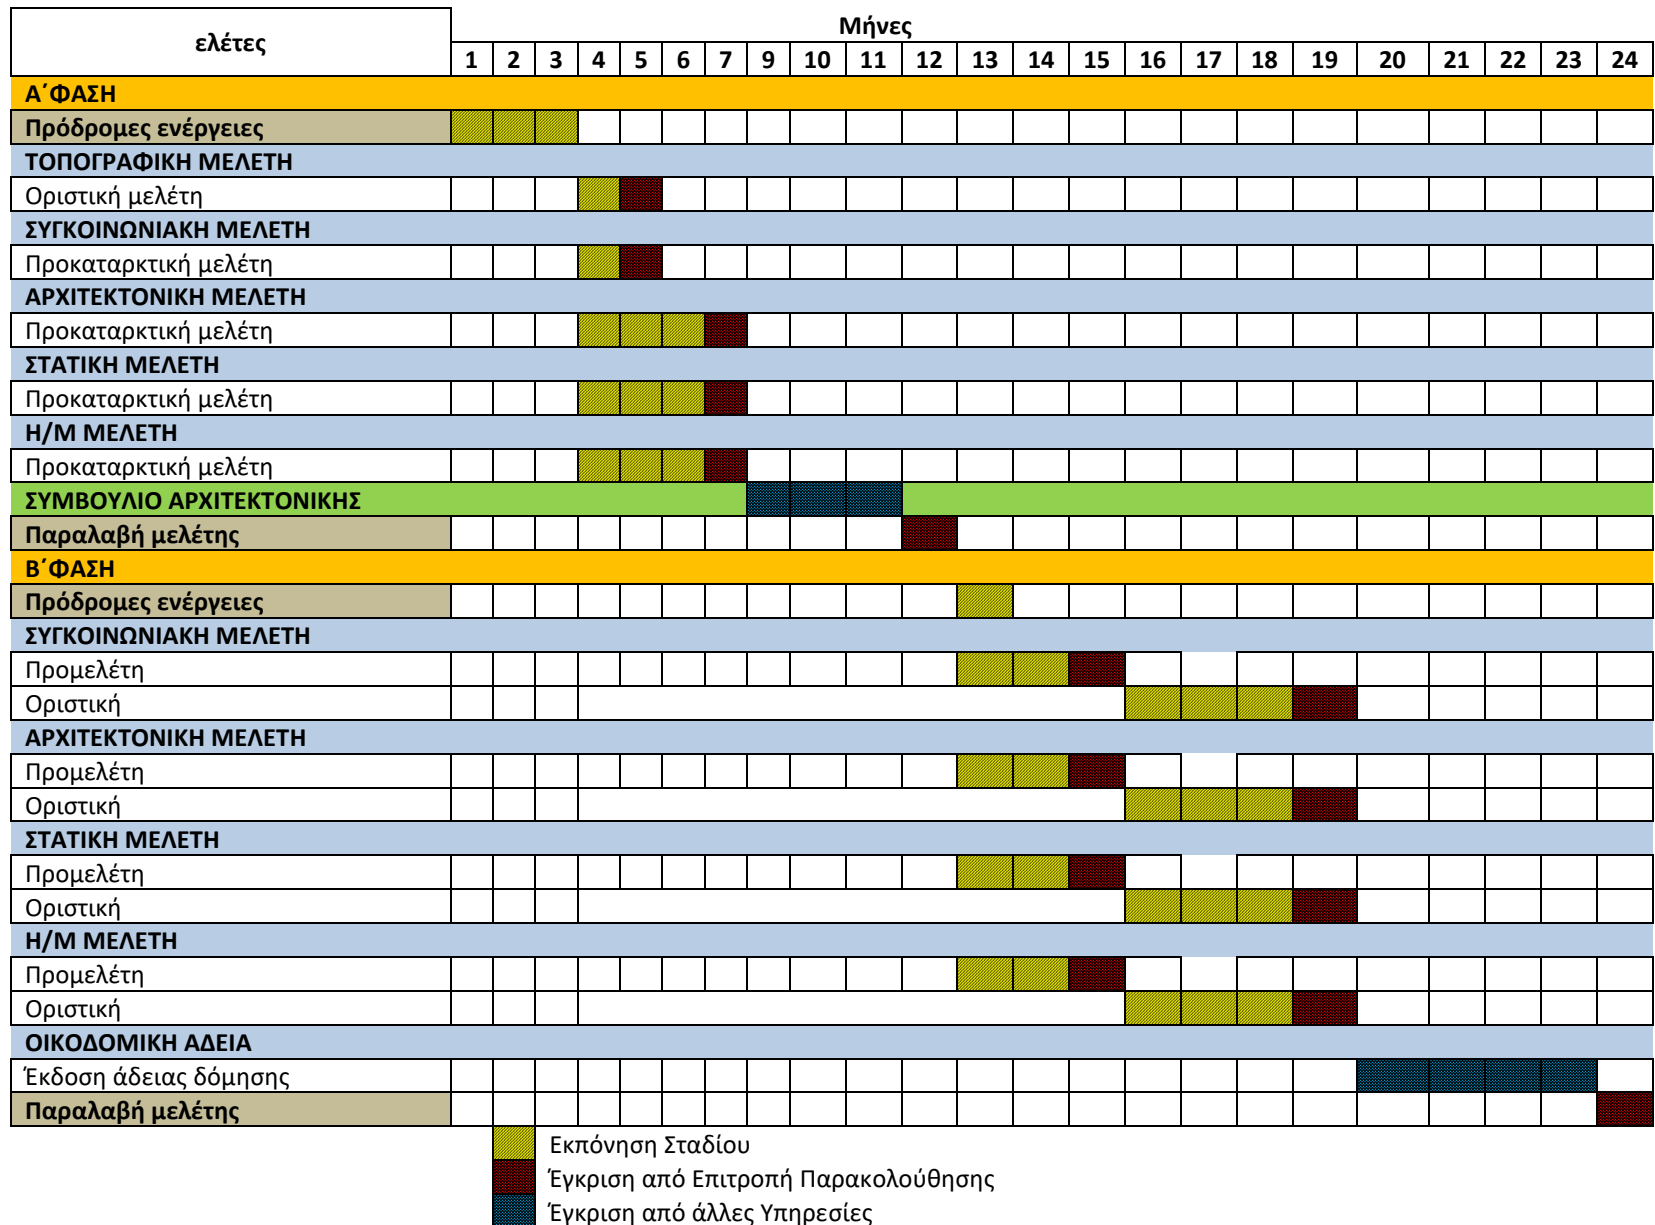 ελέτες
Μήνες
1 2 3 4 5 6 7 9 10 11 12 13 14 15 16 17 18 19 20 21 22 23 24
Α΄ΦΑΣΗ
Πρόδρομες ενέργειες
ΤΟΠΟΓΡΑΦΙΚΗ ΜΕΛΕΤΗ
Οριστική μελέτη
ΣΥΓΚΟΙΝΩΝΙΑΚΗ ΜΕΛΕΤΗ
Προκαταρκτική μελέτη
ΑΡΧΙΤΕΚΤΟΝΙΚΗ ΜΕΛΕΤΗ
Προκαταρκτική μελέτη
ΣΤΑΤΙΚΗ ΜΕΛΕΤΗ
Προκαταρκτική μελέτη
Η/Μ ΜΕΛΕΤΗ
Προκαταρκτική μελέτη
ΣΥΜΒΟΥΛΙΟ ΑΡΧΙΤΕΚΤΟΝΙΚΗΣ
Παραλαβή μελέτης
Β΄ΦΑΣΗ
Πρόδρομες ενέργειες
ΣΥΓΚΟΙΝΩΝΙΑΚΗ ΜΕΛΕΤΗ
Προμελέτη
Οριστική
ΑΡΧΙΤΕΚΤΟΝΙΚΗ ΜΕΛΕΤΗ
Προμελέτη
Οριστική
ΣΤΑΤΙΚΗ ΜΕΛΕΤΗ
Προμελέτη
Οριστική
Η/Μ ΜΕΛΕΤΗ
Προμελέτη
Οριστική
ΟΙΚΟΔΟΜΙΚΗ ΑΔΕΙΑ
Έκδοση άδειας δόμησης
Παραλαβή μελέτης
Εκπόνηση Σταδίου
Έγκριση από Επιτροπή Παρακολούθησης
Έγκριση από άλλες Υπηρεσίες